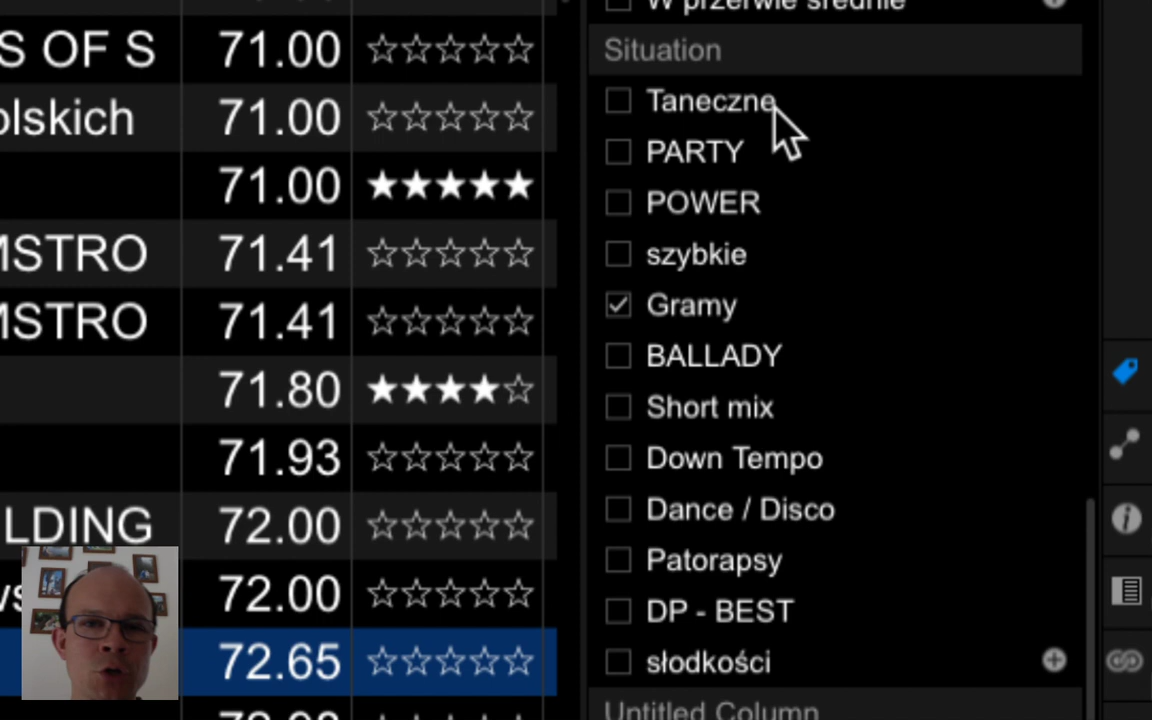 W przerwie średnie
S OF S 71.00
Situation
Taneczne
olskich 71.00
PARTY
71.00
POWER
MSTRO 71.41
szybkie
MSTRO 71.41
Gramy
BALLADY
71.80
Short mix
71.93
Down Tempo
LDING 72.00
Dance / Disco
Patorapsy
72.00
DP - BEST
72.65
słodkości
Untitled Column